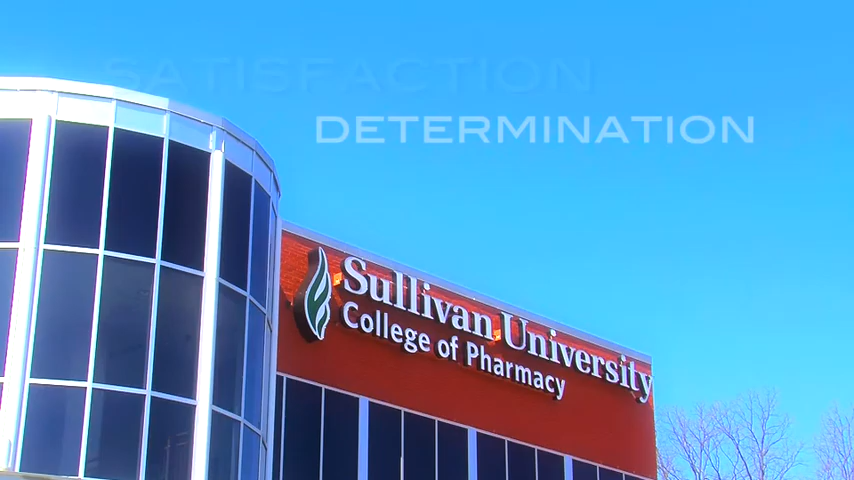 SATISFACTION
DETERMINATION
Sullivan University
College of Pharmacy